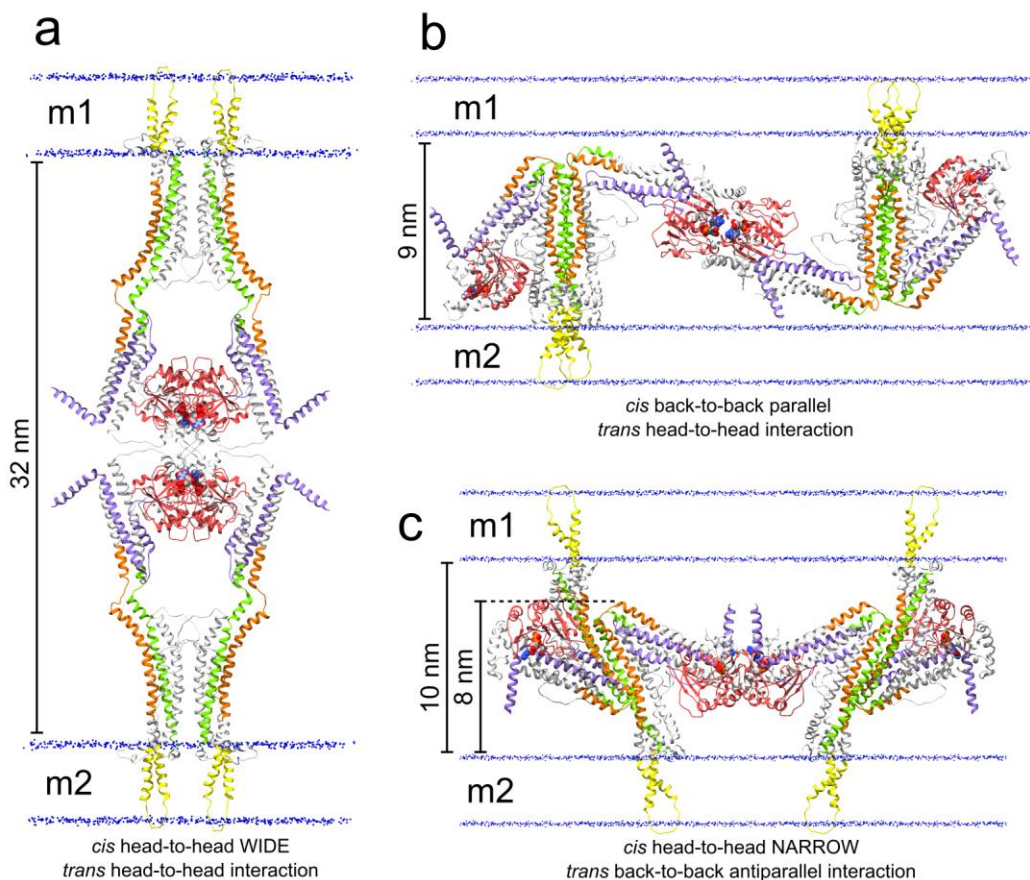 a
m1
32 nm
m2
cis head-to-head WIDE
trans head-to-head interaction
b
m1
9 nm
m2
cis back-to-back parallel
trans head-to-head interaction
c
m1
10 nm
8 nm
m2
cis head-to-head NARROW
trans back-to-back antiparallel interaction